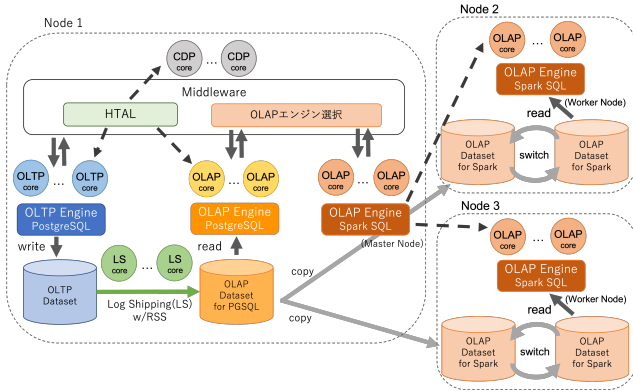 Node 1
CDP
core
...
CDP
core
Middleware
HTAL
OLAPエンジン選択
OLTP
core
...
OLTP
core
OLAP
core
...
OLAP
core
OLAP
core
...
OLAP
core
OLTP Engine
PostgreSQL
OLAP Engine
PostgreSQL
OLAP Engine
Spark SQL
(Master Node)
write
LS
core
...
LS
core
read
OLTP
Dataset
Log Shipping(LS)
w/RSS
OLAP
Dataset
for PGSQL
copy
copy
Node 2
OLAP
core
...
OLAP
core
OLAP Engine
Spark SQL
(Worker Node)
read
OLAP
Dataset
for Spark
switch
OLAP
Dataset
for Spark
Node 3
OLAP
core
...
OLAP
core
OLAP Engine
Spark SQL
(Worker Node)
read
OLAP
Dataset
for Spark
switch
OLAP
Dataset
for Spark